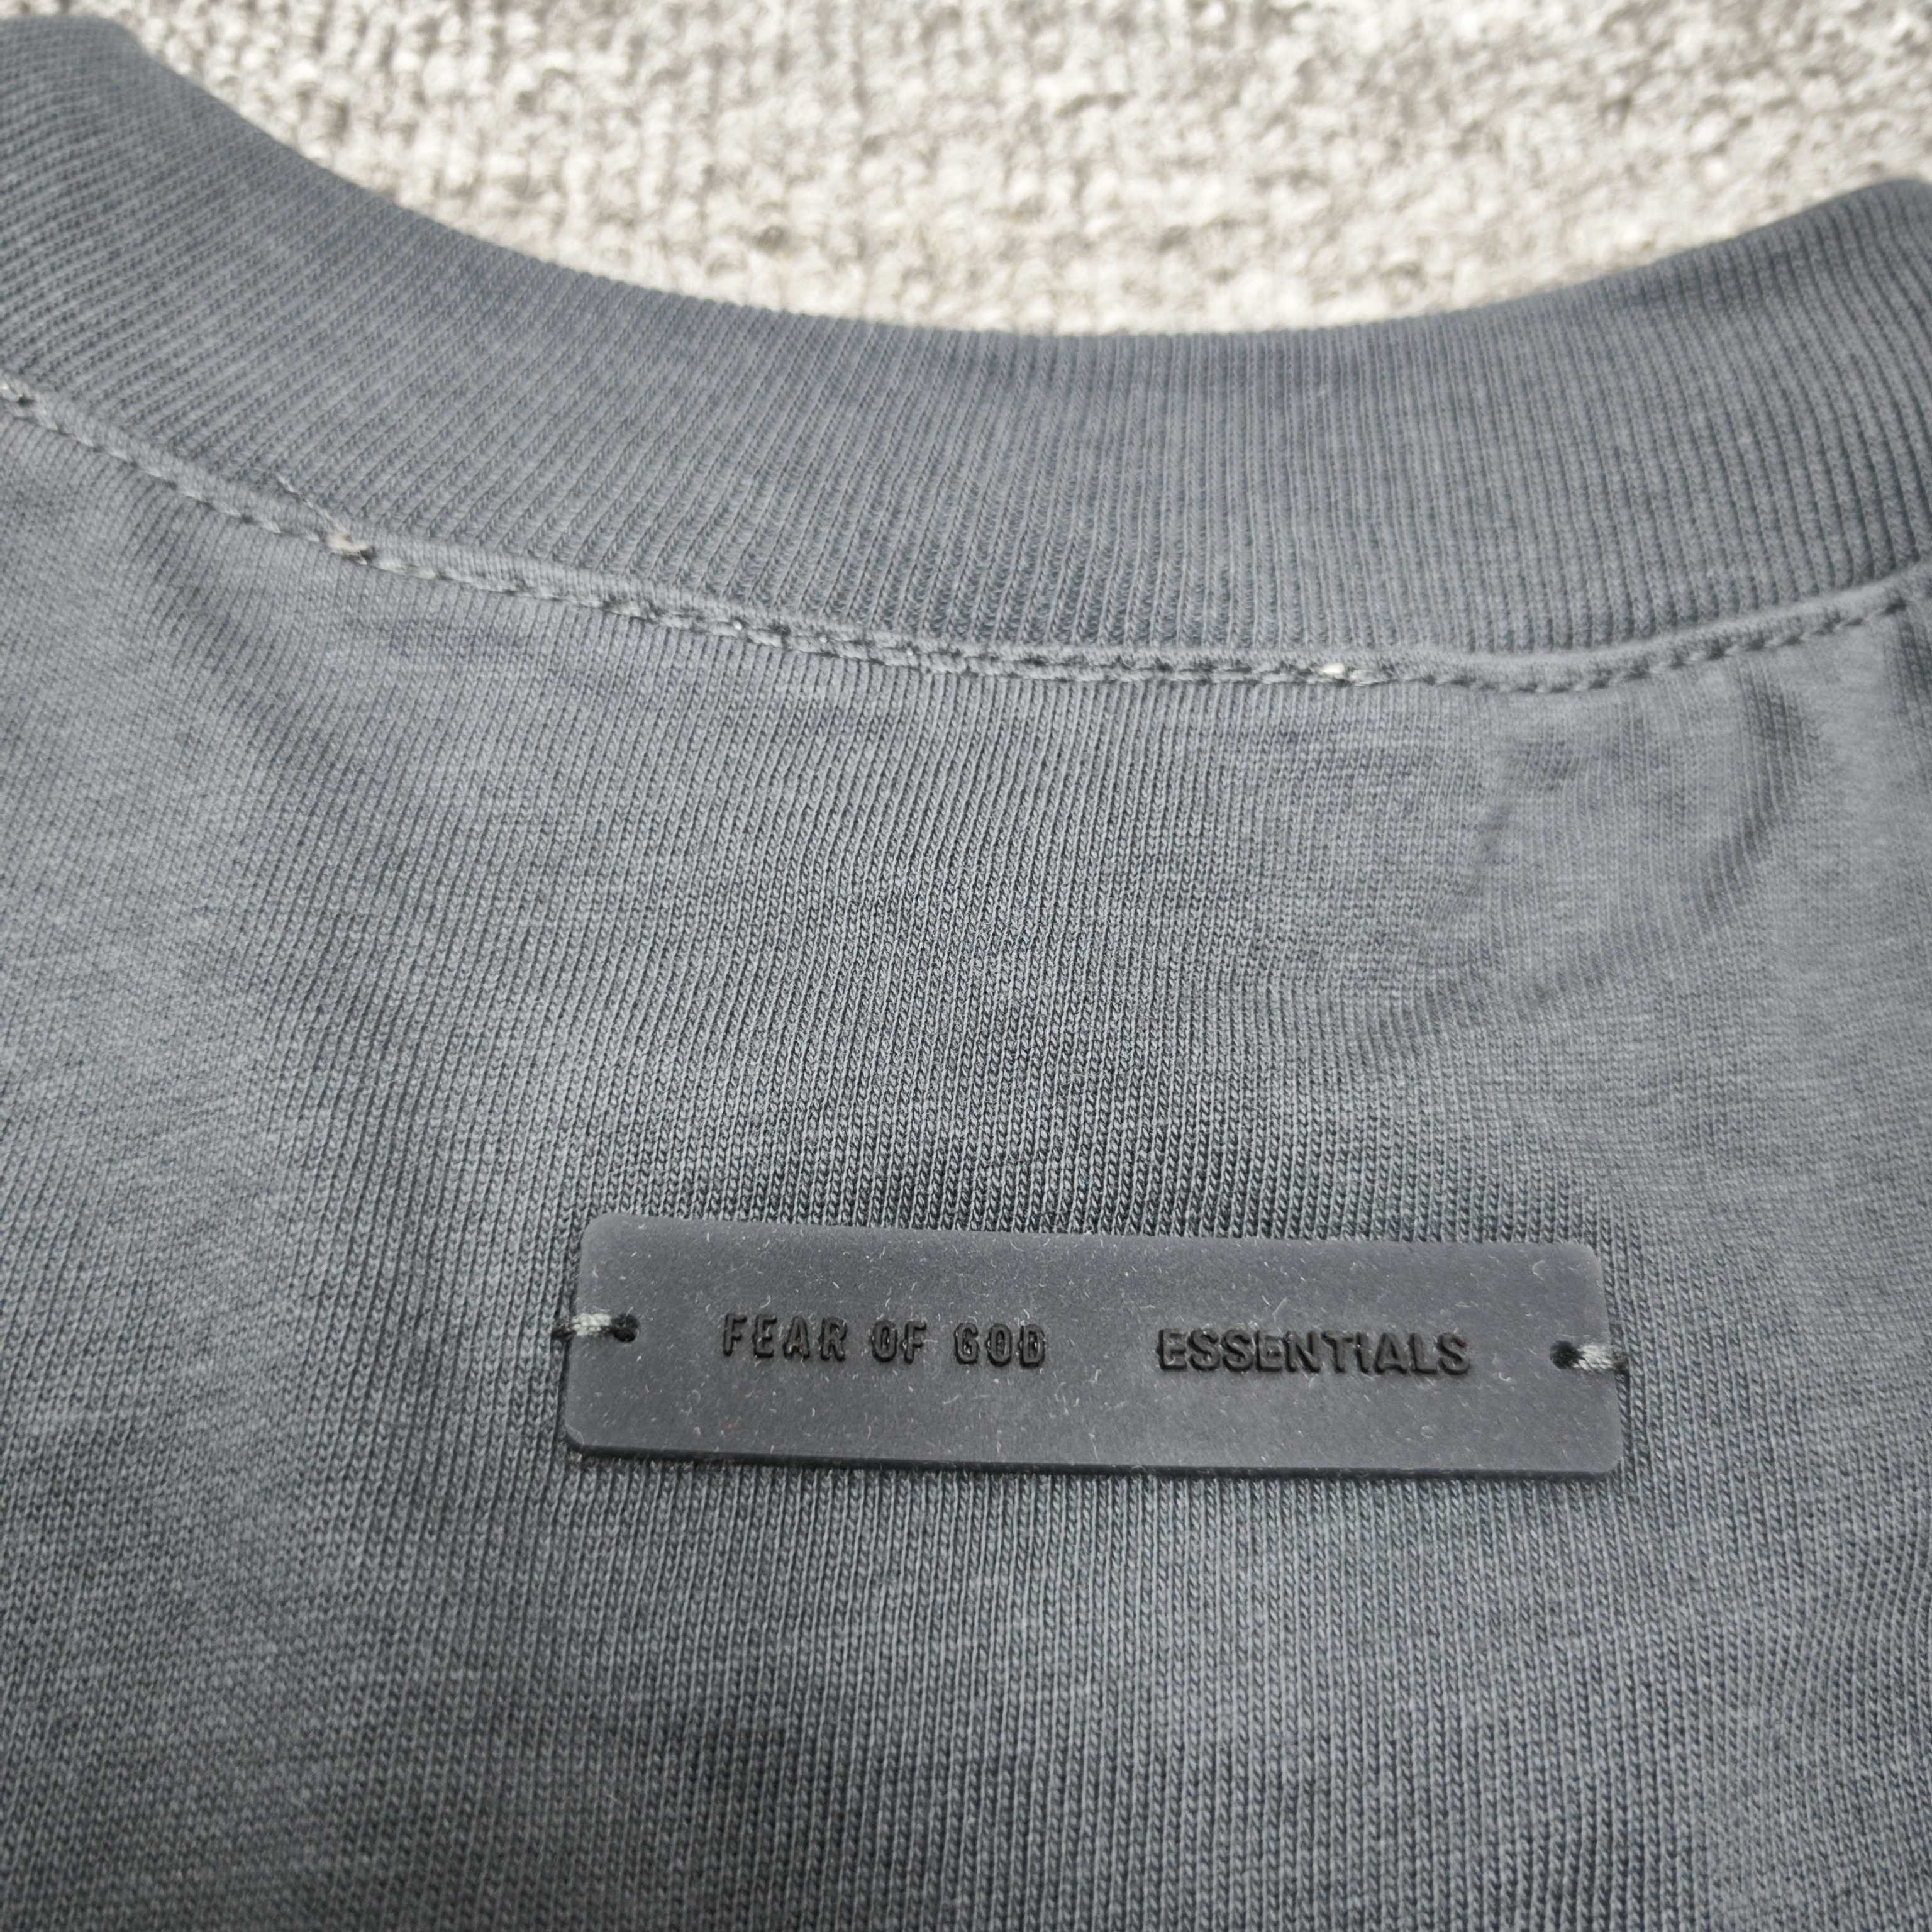 FEAR OF GOD ESSENTIALS